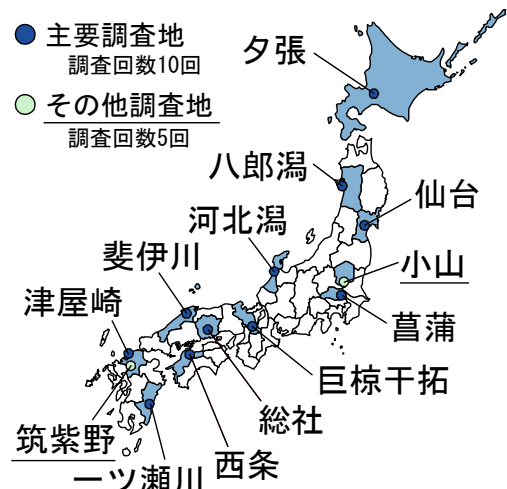 主要調査地
調査回数10回
その他調査地
調査回数5回
夕張
八郎潟
仙台
河北潟
小山
斐伊川
菖蒲
津屋崎
巨椋干拓
総社
筑紫野
西条
一ツ瀬川